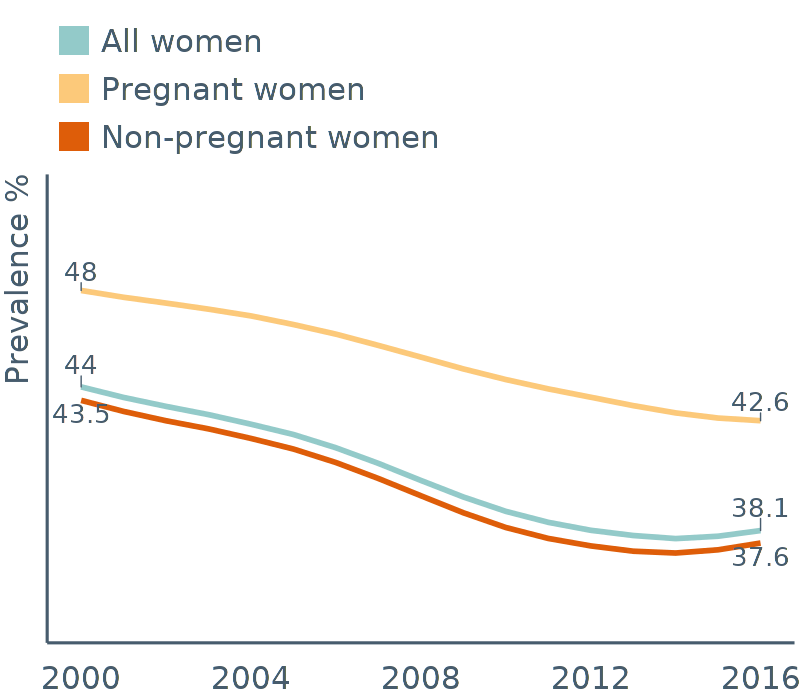 All women
Pregnant women
Non-pregnant women
Prevalence %
48
44
43.5
42.6
38.1
37.6
2000 2004 2008 2012 2016